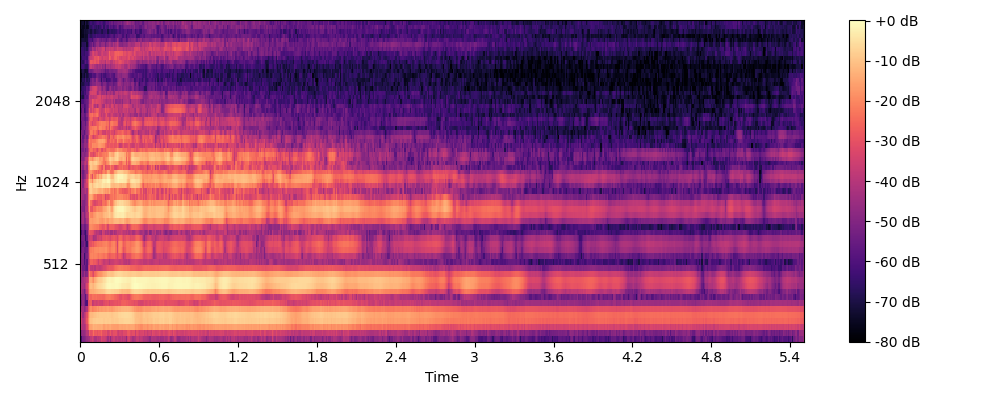 2048
1024
512
Hz
0 0.6 1.2 1.8 2.4 3 3.6 4.2 4.8 5.4
Time
+0 dB
-10 dB
-20 dB
-30 dB
-40 dB
-50 dB
-60 dB
-70 dB
-80 dB